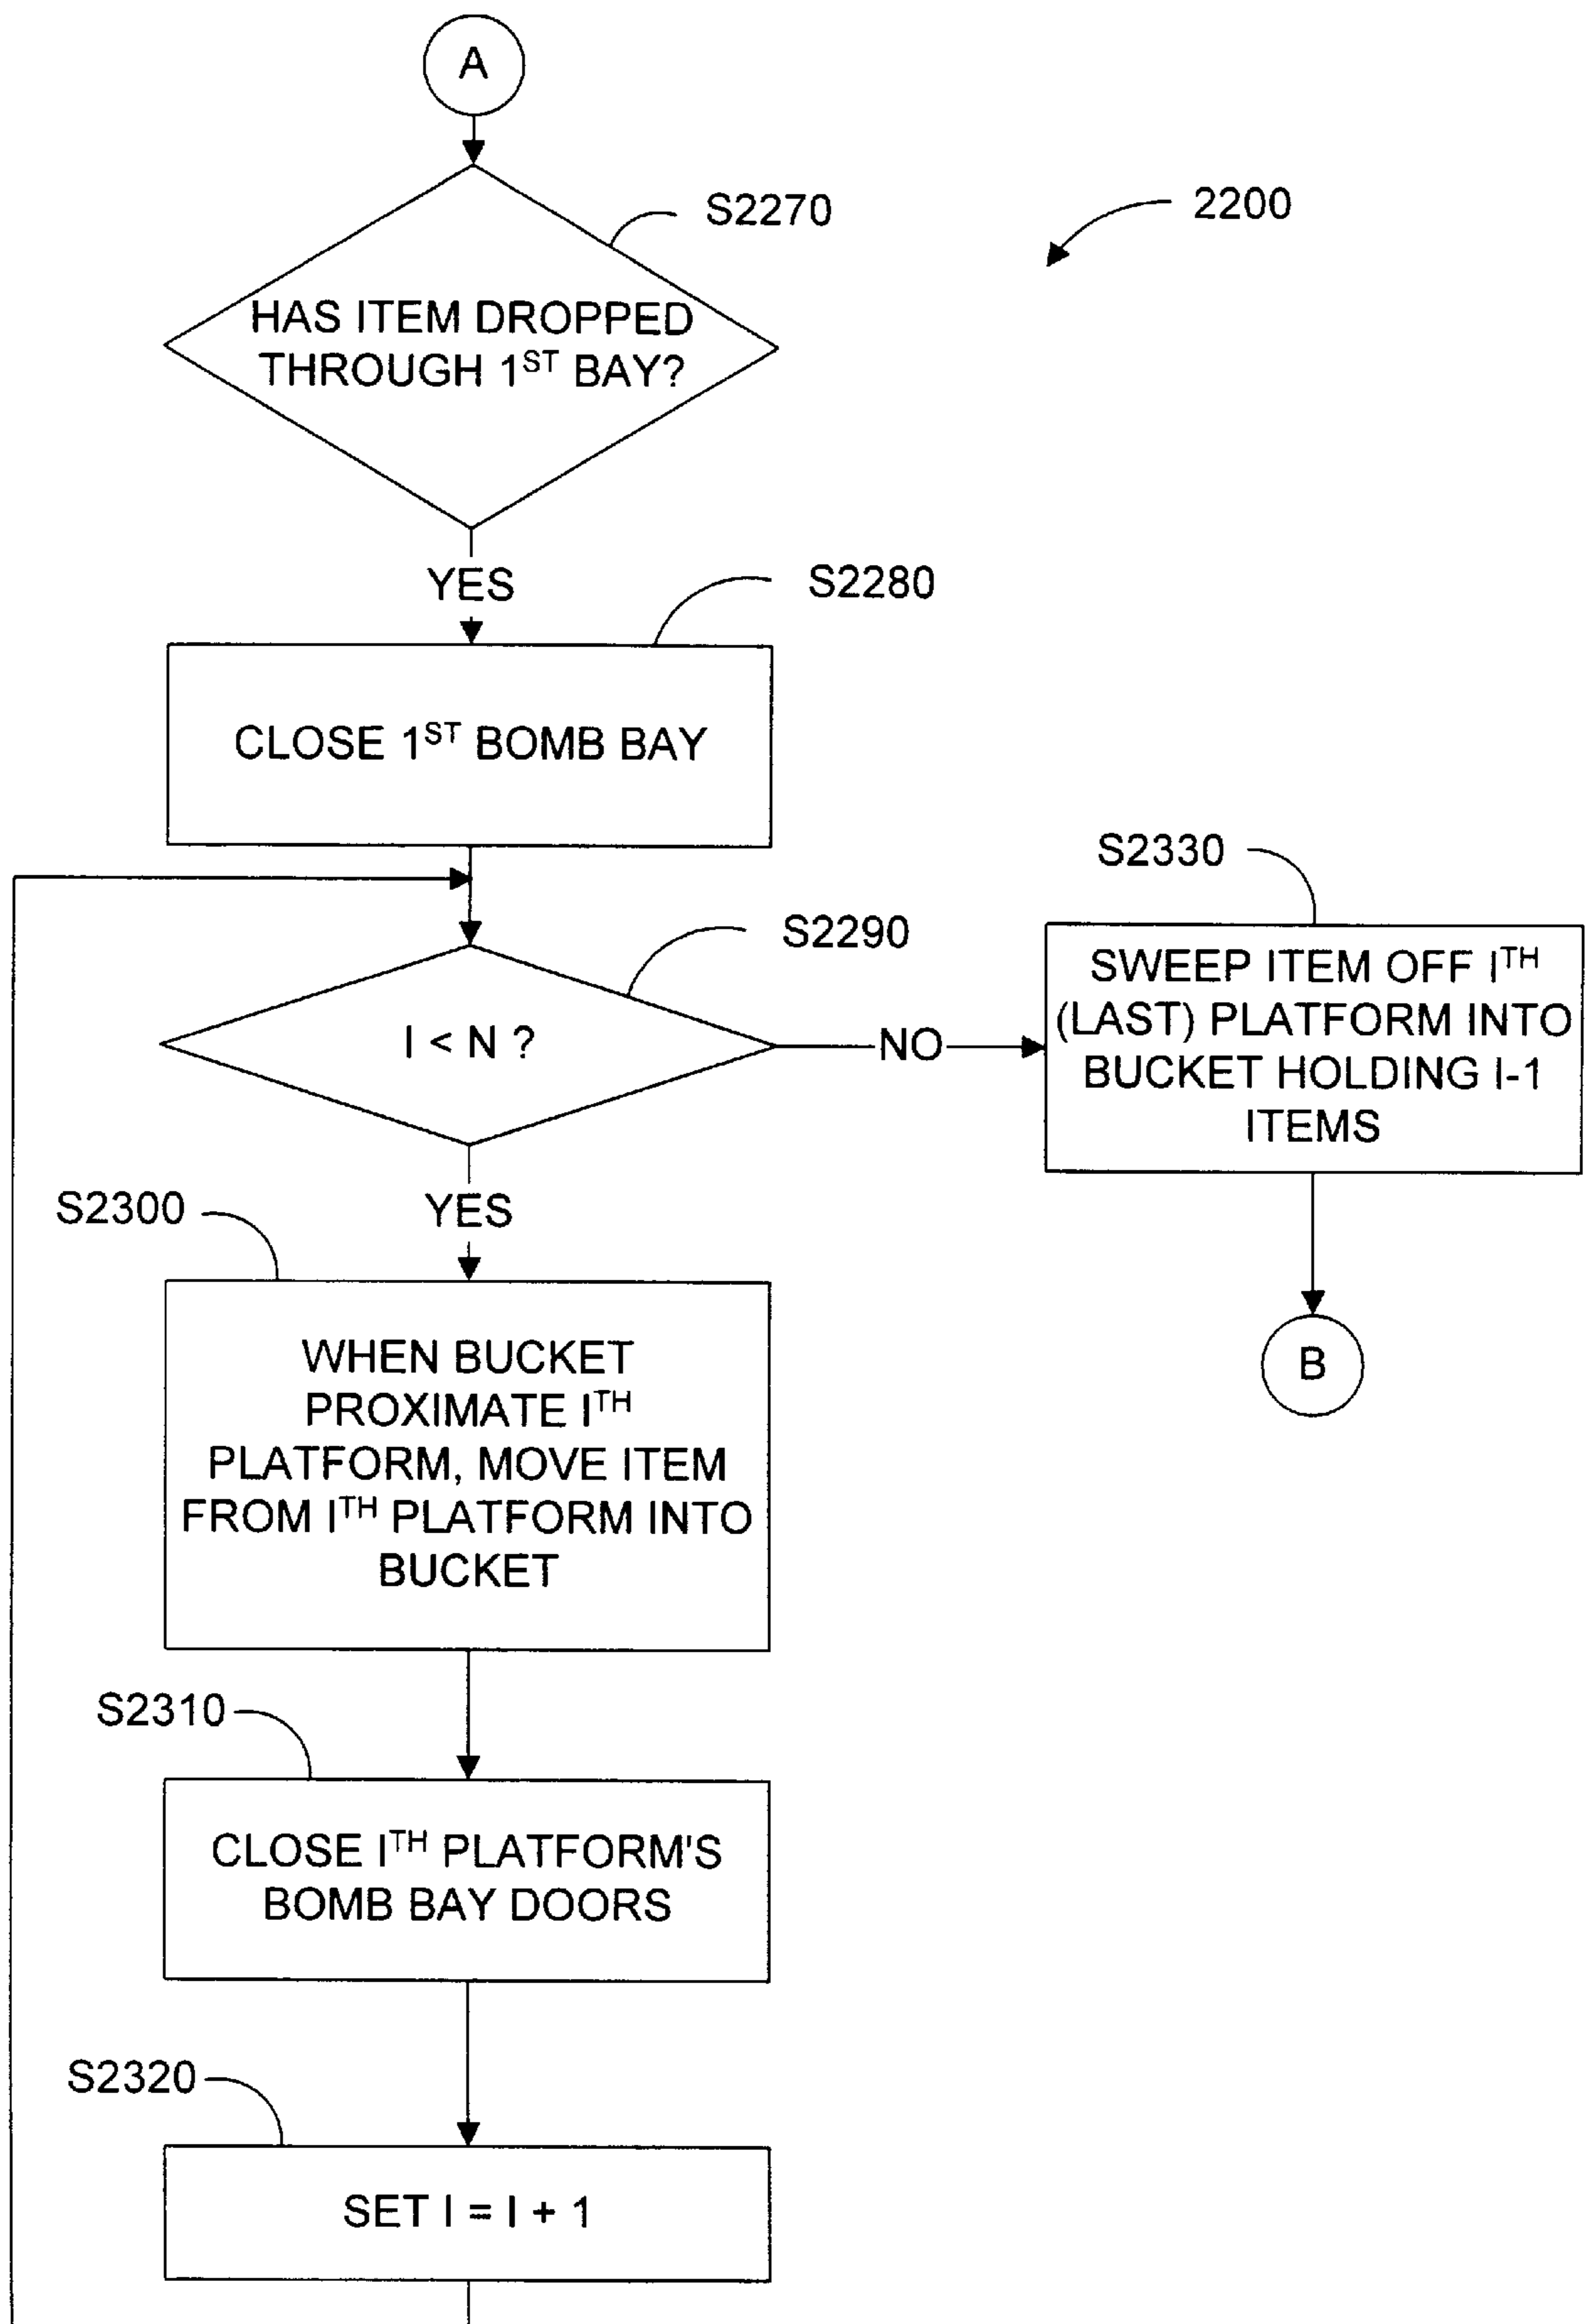 A
S2270
2200
HAS ITEM DROPPED
THROUGH 1ST BAY?
YES
S2280
CLOSE 1ST BOMB BAY
S2330
S2290
SWEEP ITEM OFF ITH
(LAST) PLATFORM INTO
BUCKET HOLDING I-1
ITEMS
I < N ?
NO
B
YES
S2300
WHEN BUCKET
PROXIMATE ITH
PLATFORM, MOVE ITEM
FROM ITH PLATFORM INTO
BUCKET
S2310
CLOSE ITH PLATFORM'S
BOMB BAY DOORS
S2320
SET I = I + 1